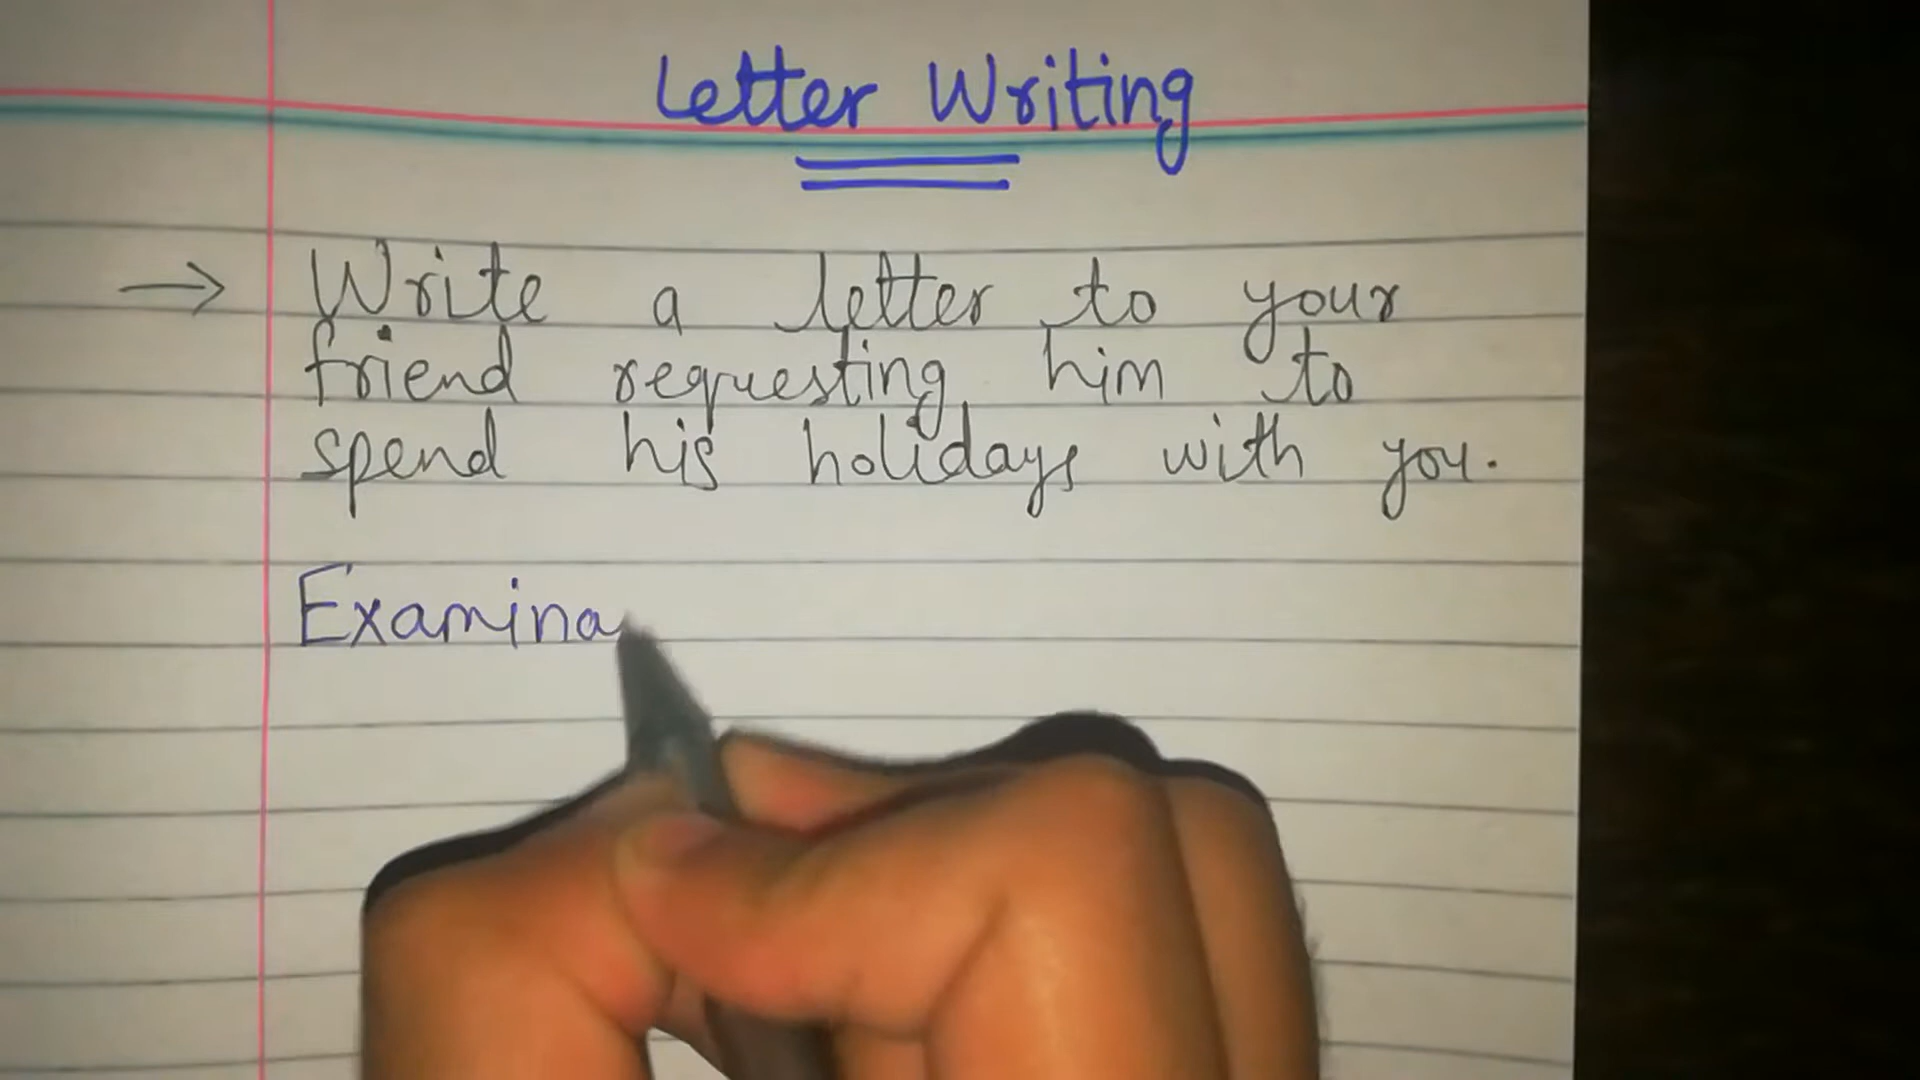 Letter Writing
→ Write a letter to your
friend requesting him to
spend his holidays with you.
Examina